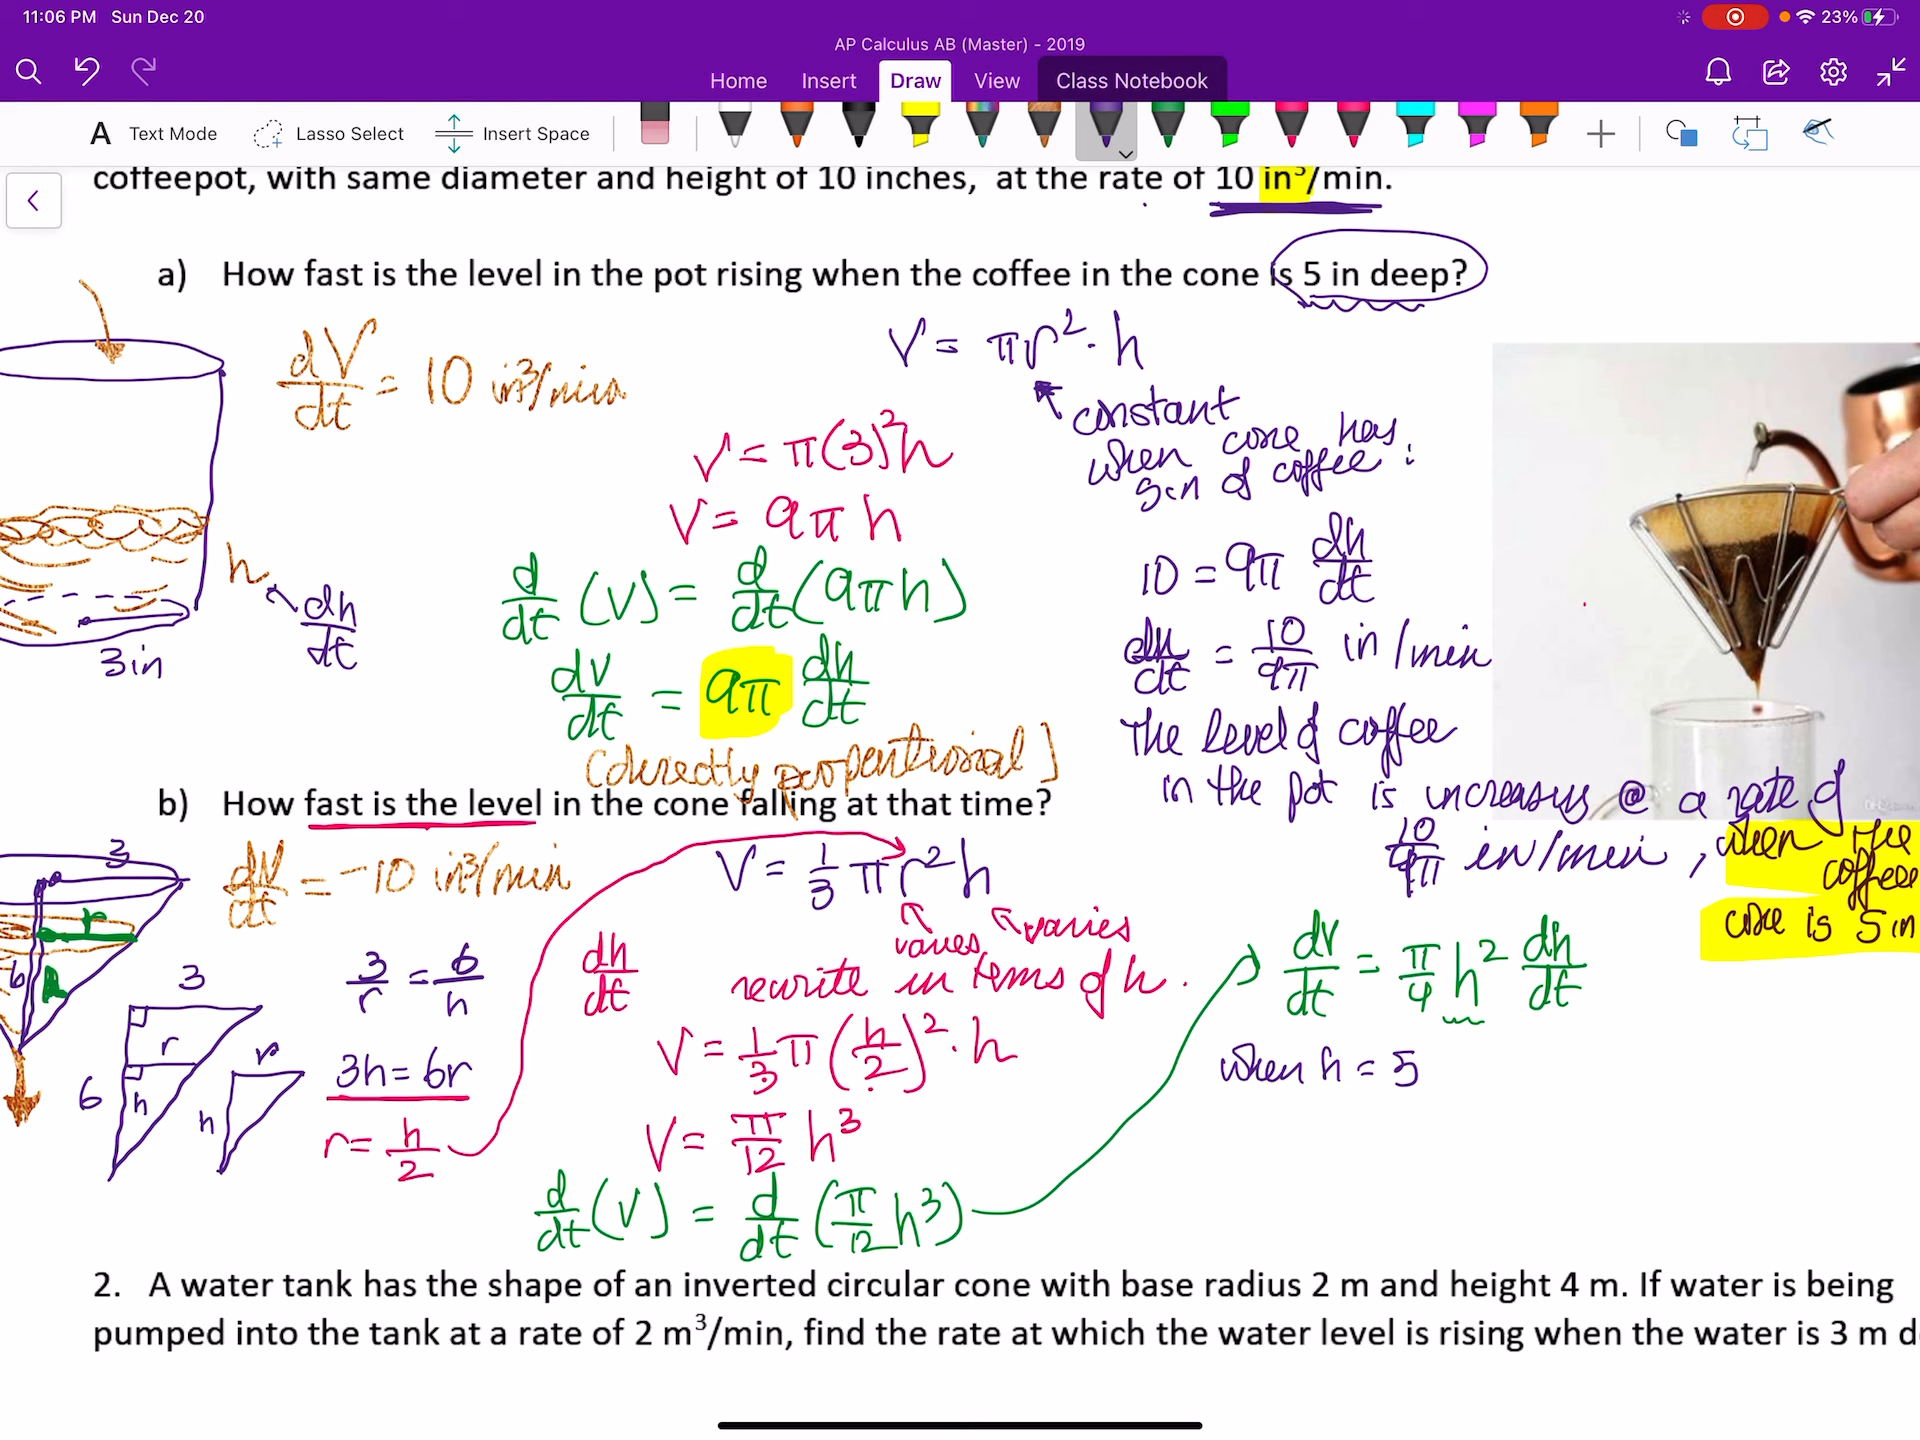 11:06 PM Sun Dec 20
23%
AP Calculus AB (Master) - 2019
Home Insert Draw View Class Notebook
A Text Mode Lasso Select Insert Space
coffeepot, with same diameter and height of 10 inches, at the rate of 10 in³/min.
a) How fast is the level in the pot rising when the coffee in the cone is 5 in deep?
dV/dt = 10 in³/min
V = πr²·h
constant
when cone has
5in of coffee
V = π(3)²h
V = 9πh
d/dt (V) = d/dt (9πh)
dV/dt = 9π dh/dt
(directly proportional)
h
dh/dt
3in
10 = 9π dh/dt
dh/dt = 10/9π in/min
The level of coffee
in the pot is increasing @ a rate of
10/9π in/min, when the
coffee
cone is 5 in
b) How fast is the level in the cone falling at that time?
3
r
6
h
dV/dt = -10 in³/min
3
r
6
h
r
h
3/r = 6/h
3h = 6r
r = h/2
dh/dt
V = 1/3 πr²h
varies varies
rewrite in terms of h.
V = 1/3 π (h/2)²·h
V = π/12 h³
d/dt (V) = d/dt (π/12 h³)
dV/dt = π/4 h² dh/dt
when h = 5
2. A water tank has the shape of an inverted circular cone with base radius 2 m and height 4 m. If water is being
pumped into the tank at a rate of 2 m³/min, find the rate at which the water level is rising when the water is 3 m d